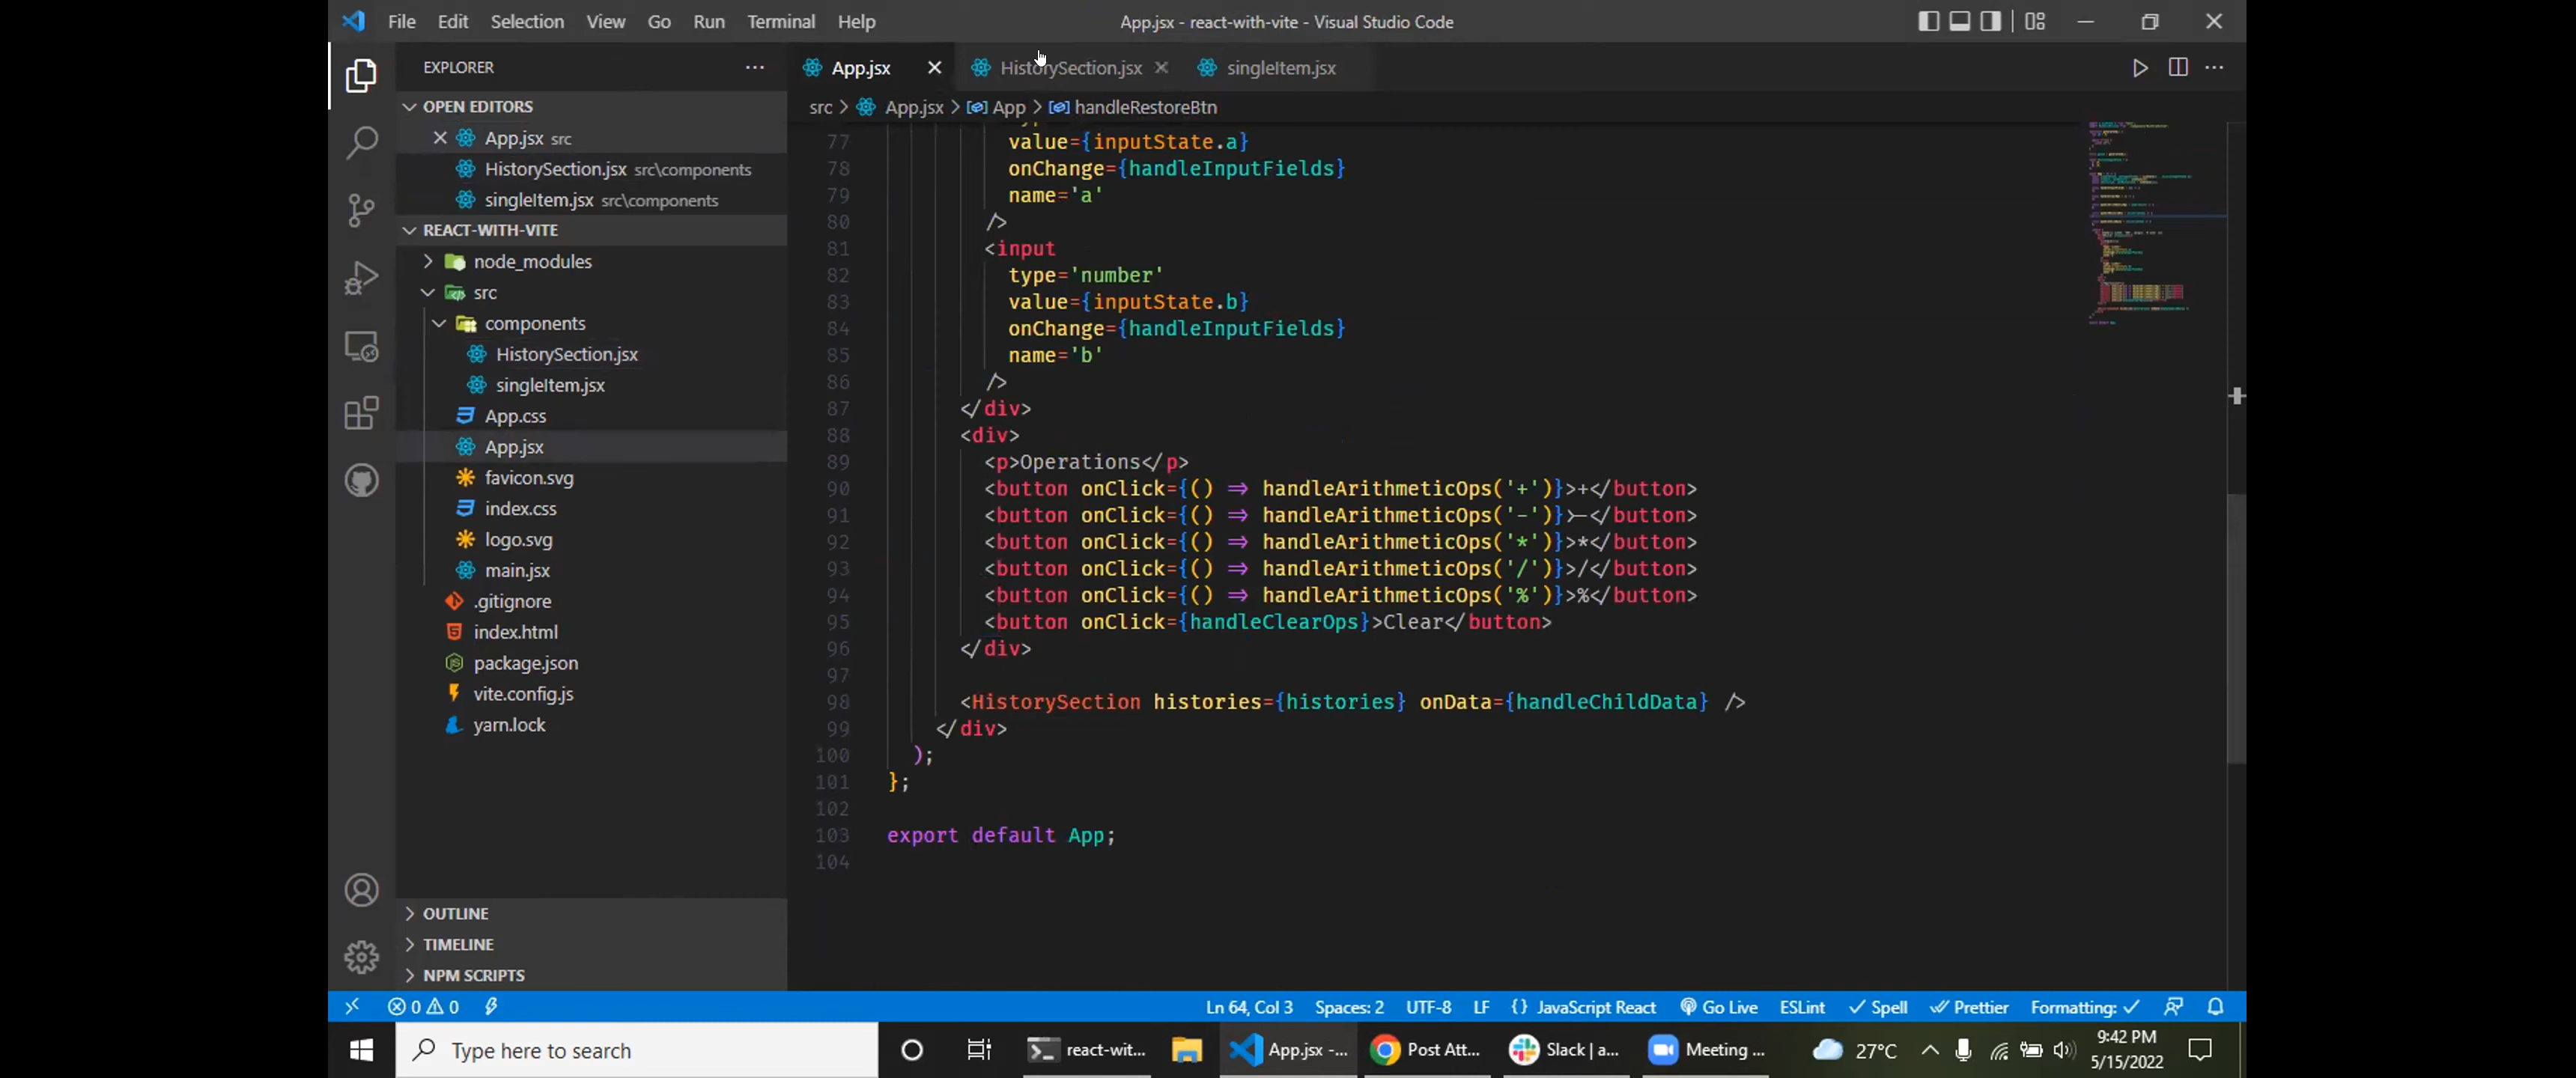 File Edit Selection View Go Run Terminal Help App.jsx - react-with-vite - Visual Studio Code
EXPLORER
App.jsx HistorySection.jsx singleItem.jsx
OPEN EDITORS
App.jsx src
HistorySection.jsx src\components
singleItem.jsx src\components
REACT-WITH-VITE
node_modules
src
components
HistorySection.jsx
singleItem.jsx
App.css
App.jsx
favicon.svg
index.css
logo.svg
main.jsx
.gitignore
index.html
package.json
vite.config.js
yarn.lock
OUTLINE
TIMELINE
NPM SCRIPTS
src > App.jsx > App > handleRestoreBtn
77 value={inputState.a}
78 onChange={handleInputFields}
79 name='a'
80 />
81 <input
82 type='number'
83 value={inputState.b}
84 onChange={handleInputFields}
85 name='b'
86 />
87 </div>
88 <div>
89 <p>Operations</p>
90 <button onClick={() => handleArithmeticOps('+')}>+</button>
91 <button onClick={() => handleArithmeticOps('-')}>-</button>
92 <button onClick={() => handleArithmeticOps('*')}>*</button>
93 <button onClick={() => handleArithmeticOps('/')}>/</button>
94 <button onClick={() => handleArithmeticOps('%')}>%</button>
95 <button onClick={handleClearOps}>Clear</button>
96 </div>
97
98 <HistorySection histories={histories} onData={handleChildData} />
99 </div>
100 );
101 };
102
103 export default App;
104
0 0 Ln 64, Col 3 Spaces: 2 UTF-8 LF {} JavaScript React Go Live ESLint Spell Prettier Formatting:
Type here to search react-wit... App.jsx -... Post Att... Slack | a... Meeting ... 27°C 9:42 PM
5/15/2022